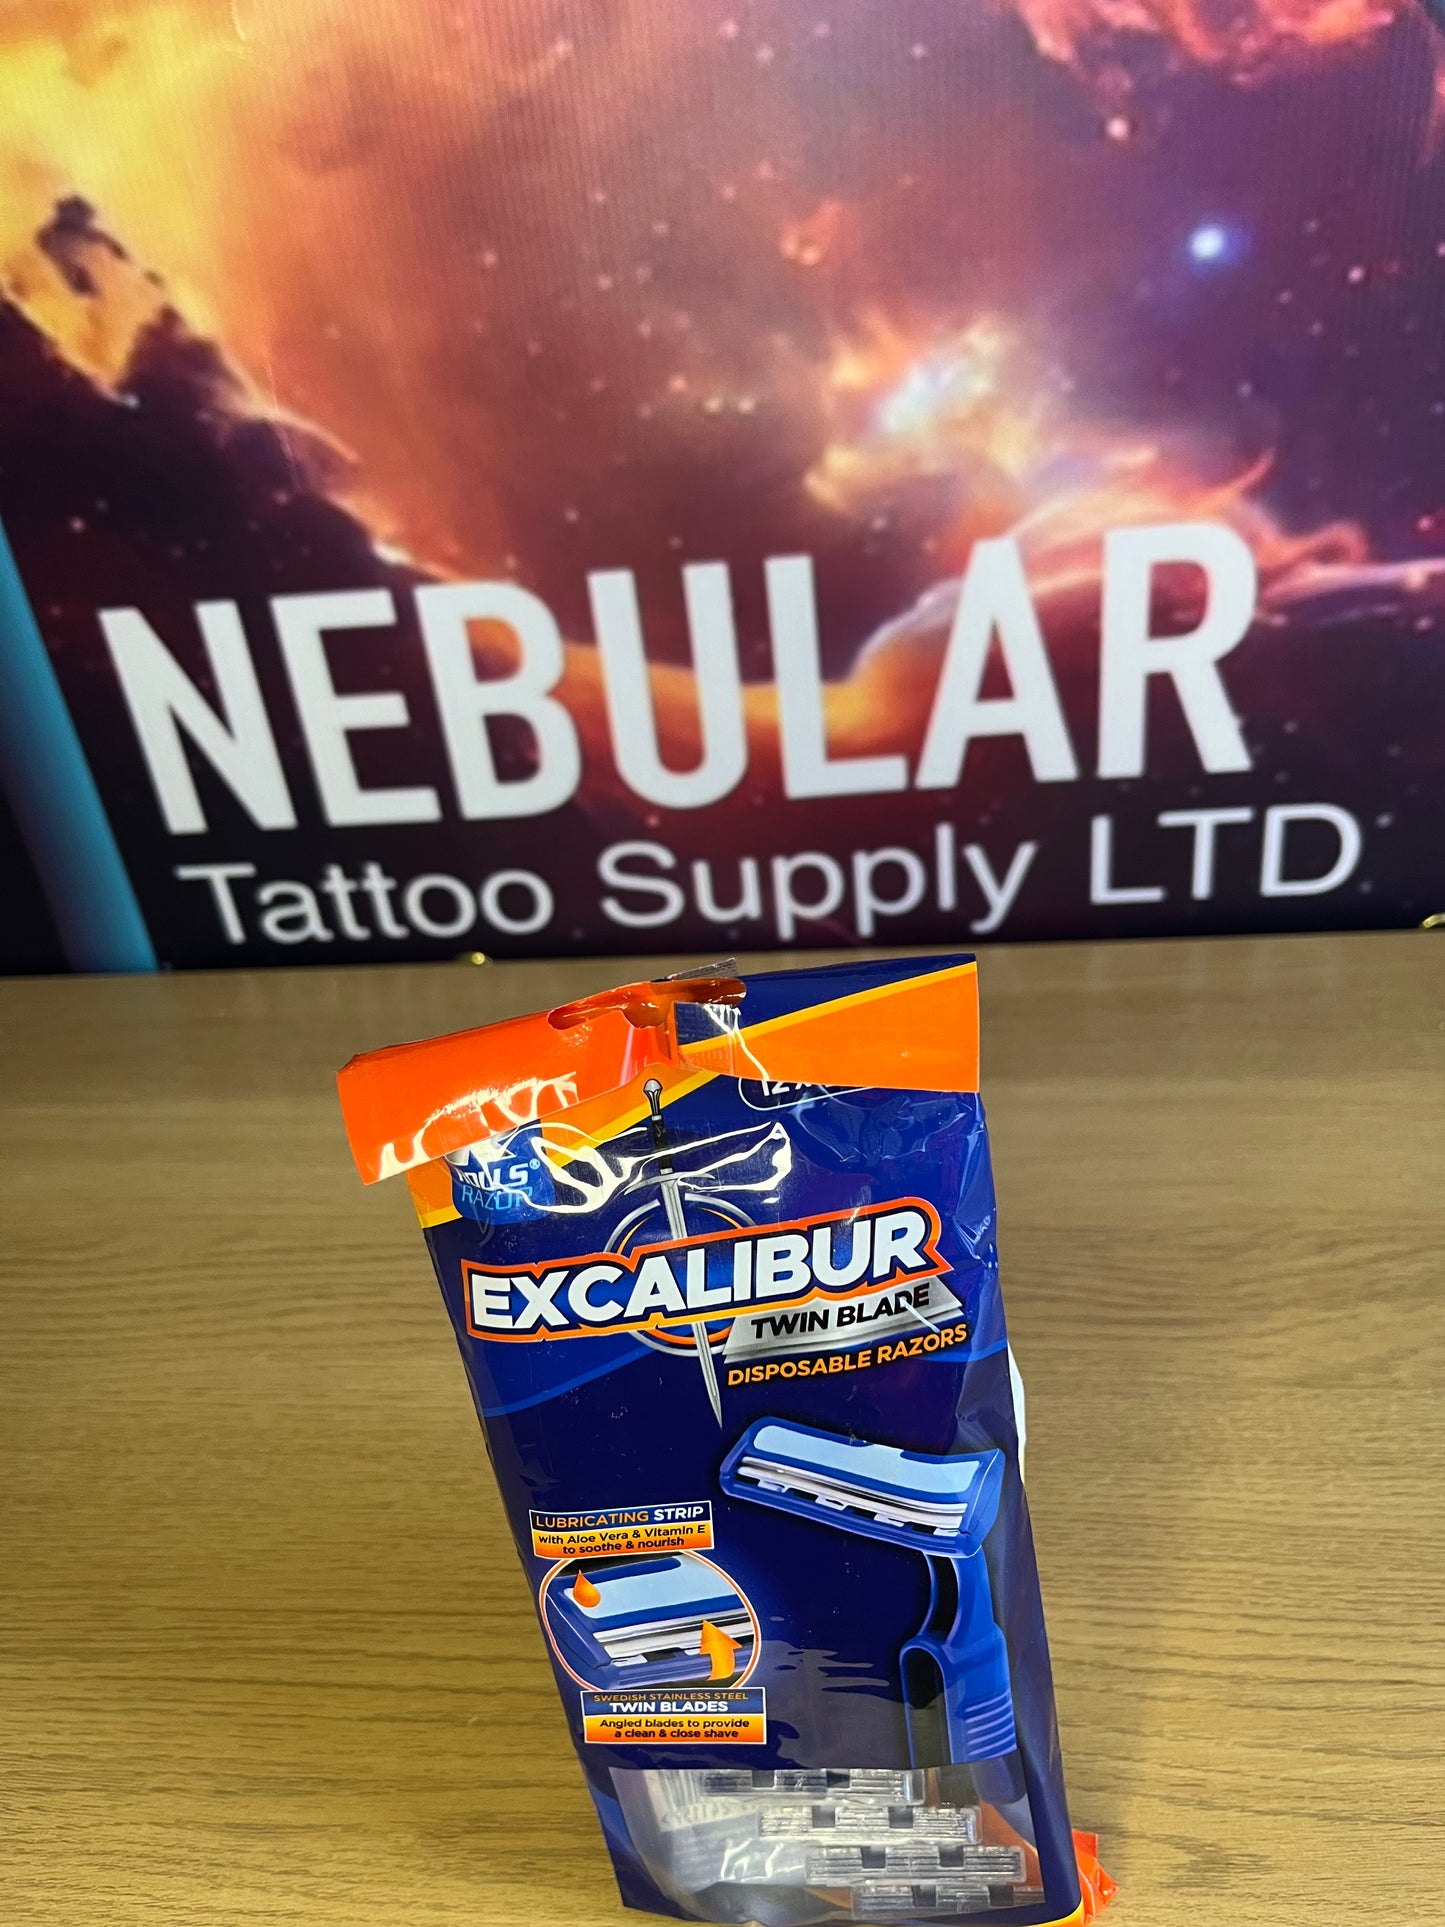 NEBULAR
Tattoo Supply LTD
RAZOR
EXCALIBUR
TWIN BLADE
DISPOSABLE RAZORS
LUBRICATING STRIP
with Aloe Vera & Vitamin E
to soothe & nourish
SWEDISH STAINLESS STEEL
TWIN BLADES
Angled blades to provide
a clean & close shave